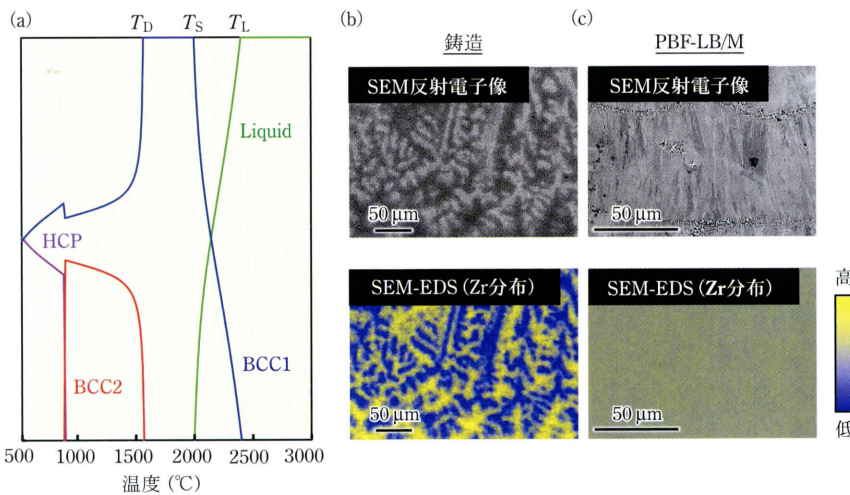 (a)
T_D T_S T_L
Liquid
HCP
BCC2
BCC1
500 1000 1500 2000 2500 3000
温度 (℃)
(b)
鋳造
SEM反射電子像
50 µm
SEM-EDS (Zr分布)
50 µm
(c)
PBF-LB/M
SEM反射電子像
50 µm
SEM-EDS (Zr分布)
50 µm
高
低